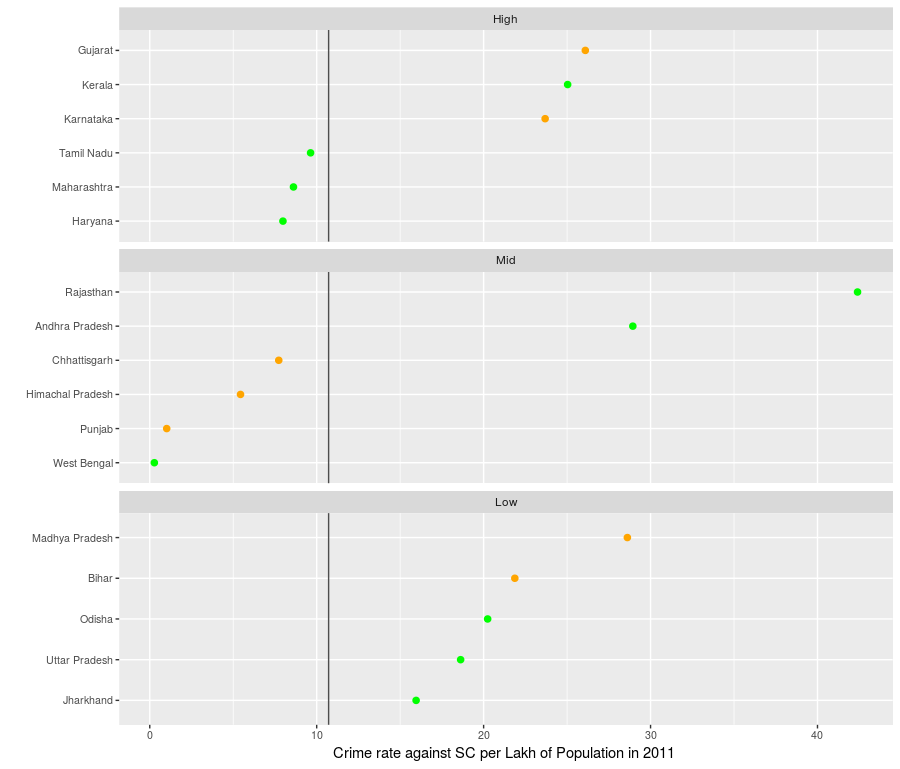 High
Gujarat
Kerala
Karnataka
Tamil Nadu
Maharashtra
Haryana
Mid
Rajasthan
Andhra Pradesh
Chhattisgarh
Himachal Pradesh
Punjab
West Bengal
Low
Madhya Pradesh
Bihar
Odisha
Uttar Pradesh
Jharkhand
0 10 20 30 40
Crime rate against SC per Lakh of Population in 2011